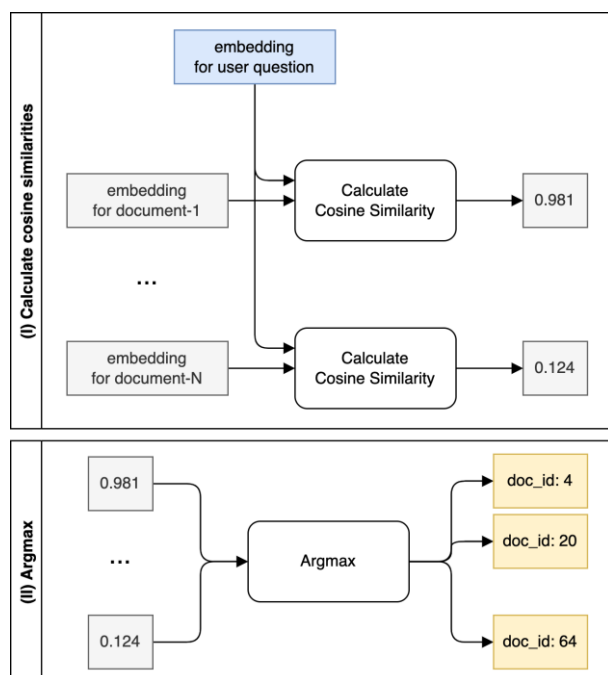 (I) Calculate cosine similarities
embedding
for user question
embedding
for document-1
Calculate
Cosine Similarity
0.981
...
embedding
for document-N
Calculate
Cosine Similarity
0.124
(II) Argmax
0.981
...
0.124
Argmax
doc_id: 4
doc_id: 20
doc_id: 64